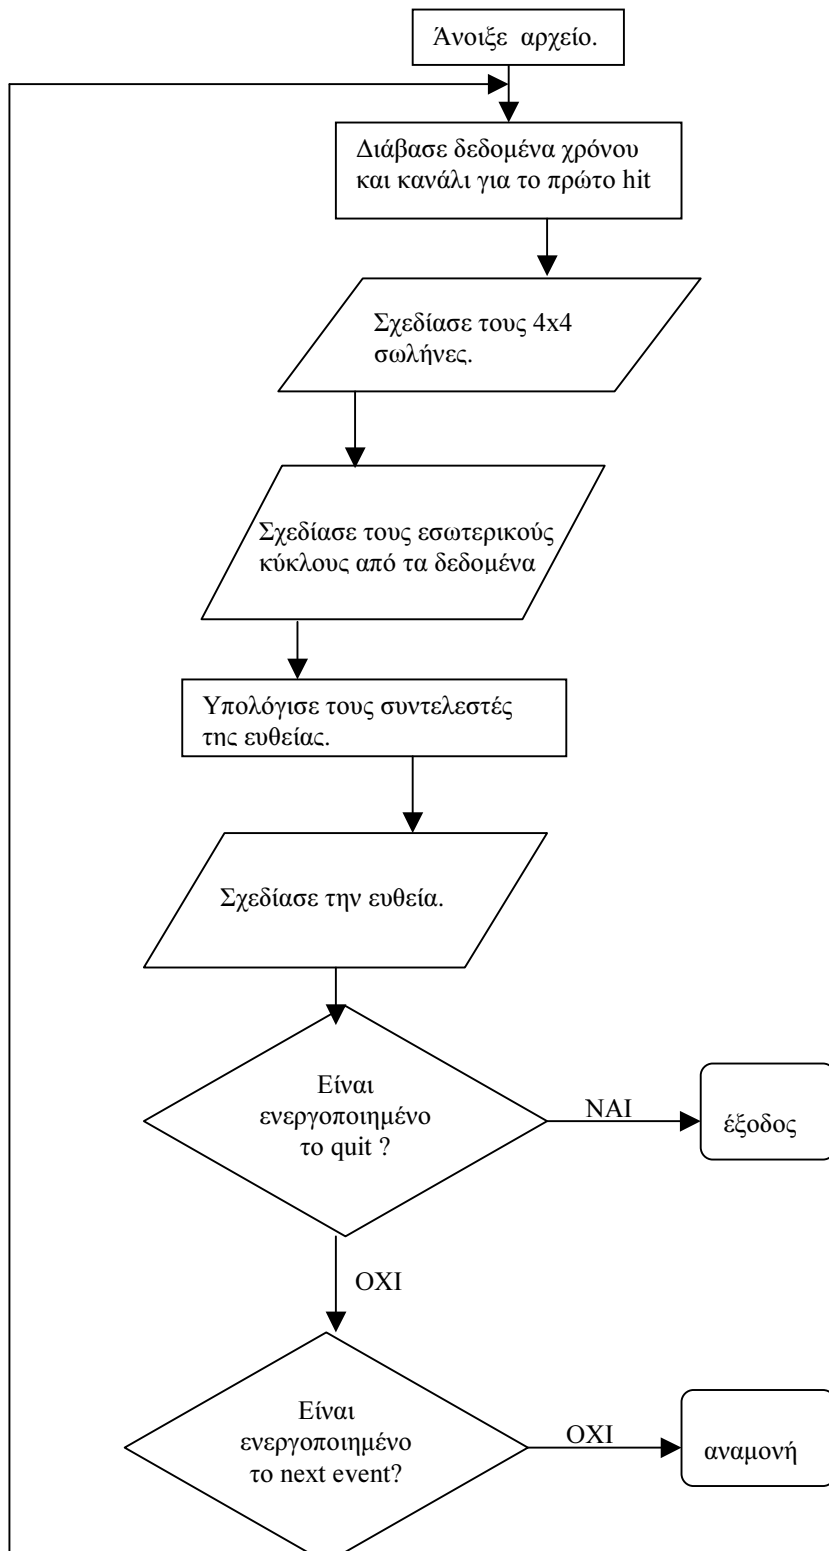 Άνοιξε αρχείο.
Διάβασε δεδομένα χρόνου
και κανάλι για το πρώτο hit
Σχεδίασε τους 4x4
σωλήνες.
Σχεδίασε τους εσωτερικούς
κύκλους από τα δεδομένα
Υπολόγισε τους συντελεστές
της ευθείας.
Σχεδίασε την ευθεία.
Είναι
ενεργοποιημένο
το quit ?
ΝΑΙ
έξοδος
ΟΧΙ
Είναι
ενεργοποιημένο
το next event?
ΟΧΙ
αναμονή